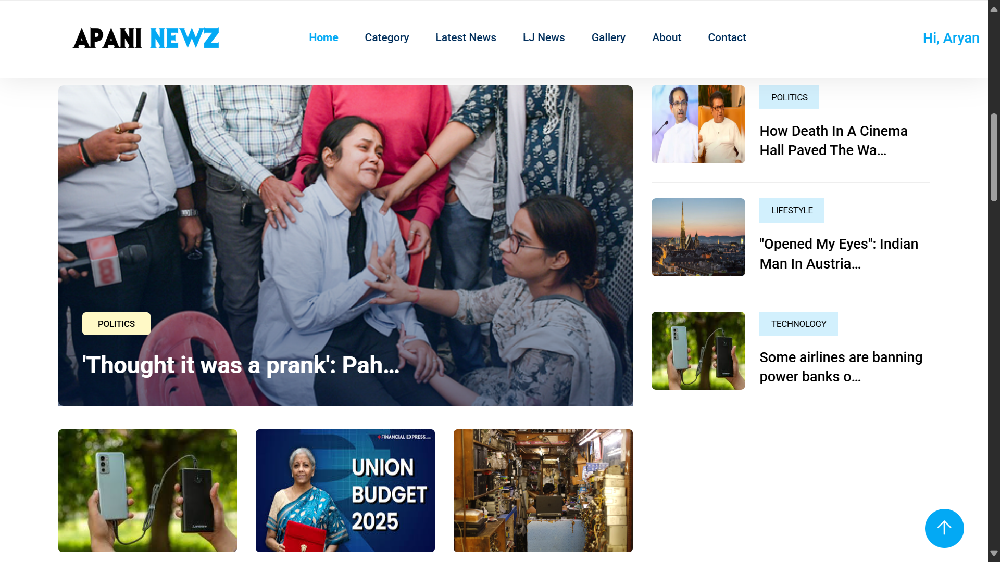 APANI NEWZ
Home
Category
Latest News
LJ News
Gallery
About
Contact
Hi, Aryan
POLITICS
'Thought it was a prank': Pah...
POLITICS
How Death In A Cinema
Hall Paved The Wa...
LIFESTYLE
"Opened My Eyes": Indian
Man In Austria...
TECHNOLOGY
Some airlines are banning
power banks o...
FINANCIAL EXPRESS.com
UNION
BUDGET
2025